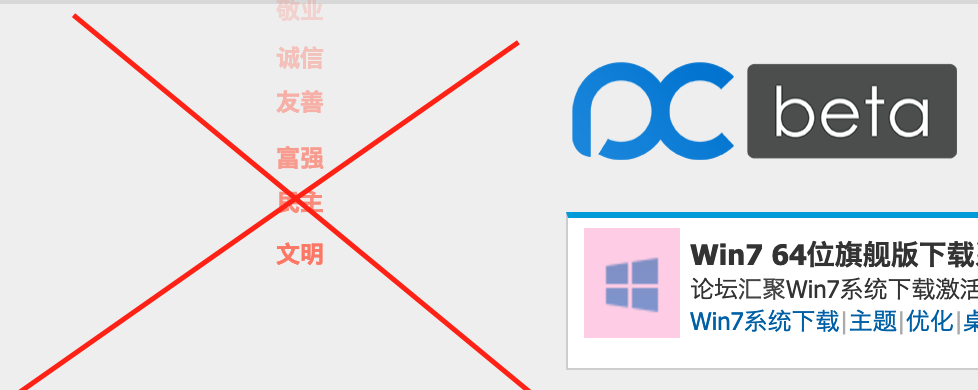 敬业
诚信
友善
富强
民主
文明
pc beta
Win7 64位旗舰版下载
论坛汇聚Win7系统下载激活
Win7系统下载|主题|优化|桌